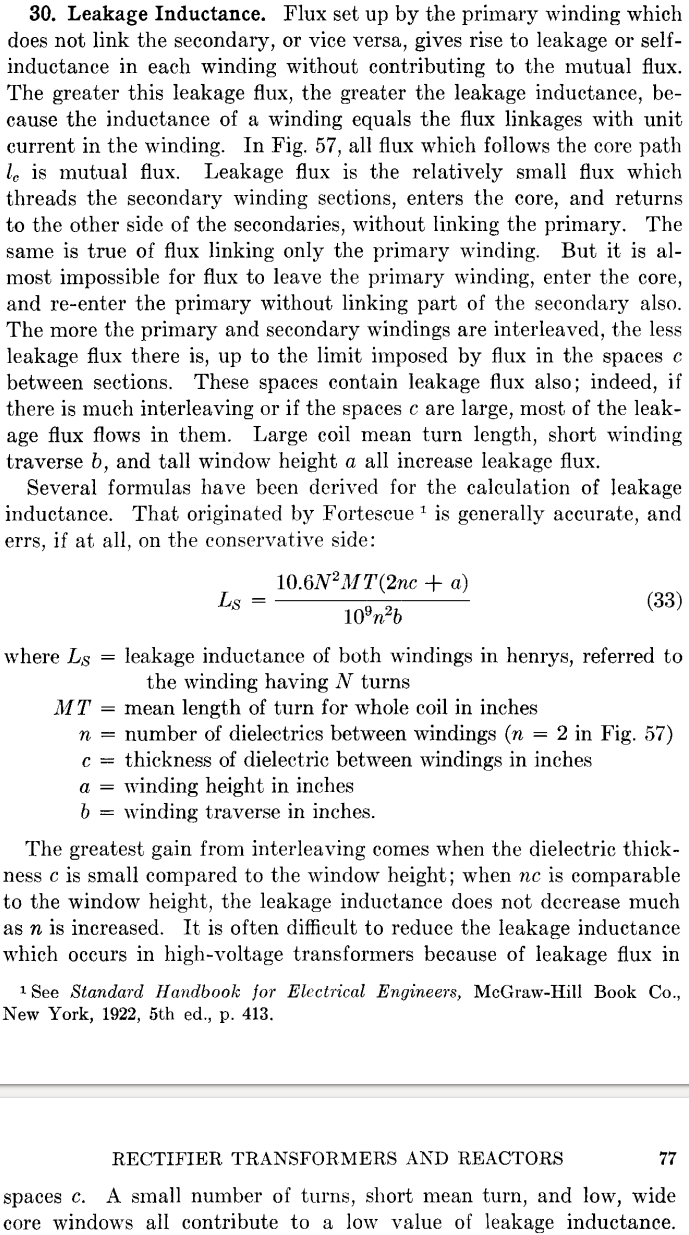 30. Leakage Inductance. Flux set up by the primary winding which
does not link the secondary, or vice versa, gives rise to leakage or self-
inductance in each winding without contributing to the mutual flux.
The greater this leakage flux, the greater the leakage inductance, be-
cause the inductance of a winding equals the flux linkages with unit
current in the winding. In Fig. 57, all flux which follows the core path
l_c is mutual flux. Leakage flux is the relatively small flux which
threads the secondary winding sections, enters the core, and returns
to the other side of the secondaries, without linking the primary. The
same is true of flux linking only the primary winding. But it is al-
most impossible for flux to leave the primary winding, enter the core,
and re-enter the primary without linking part of the secondary also.
The more the primary and secondary windings are interleaved, the less
leakage flux there is, up to the limit imposed by flux in the spaces c
between sections. These spaces contain leakage flux also; indeed, if
there is much interleaving or if the spaces c are large, most of the leak-
age flux flows in them. Large coil mean turn length, short winding
traverse b, and tall window height a all increase leakage flux.
Several formulas have been derived for the calculation of leakage
inductance. That originated by Fortescue ¹ is generally accurate, and
errs, if at all, on the conservative side:
L_S = 10.6N²MT(2nc + a) / 10⁹n²b (33)
where L_S = leakage inductance of both windings in henrys, referred to
the winding having N turns
MT = mean length of turn for whole coil in inches
n = number of dielectrics between windings (n = 2 in Fig. 57)
c = thickness of dielectric between windings in inches
a = winding height in inches
b = winding traverse in inches.
The greatest gain from interleaving comes when the dielectric thick-
ness c is small compared to the window height; when nc is comparable
to the window height, the leakage inductance does not decrease much
as n is increased. It is often difficult to reduce the leakage inductance
which occurs in high-voltage transformers because of leakage flux in
¹ See Standard Handbook for Electrical Engineers, McGraw-Hill Book Co.,
New York, 1922, 5th ed., p. 413.
RECTIFIER TRANSFORMERS AND REACTORS 77
spaces c. A small number of turns, short mean turn, and low, wide
core windows all contribute to a low value of leakage inductance.